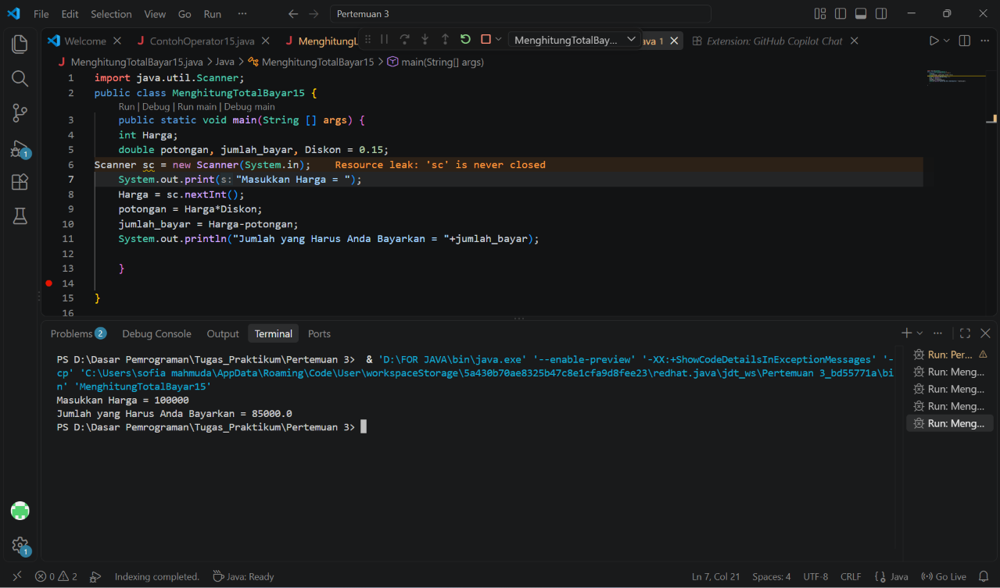 File Edit Selection View Go Run ··· Pertemuan 3
Welcome ContohOperator15.java MenghitungL MenghitungTotalBay... ava 1 Extension: GitHub Copilot Chat
MenghitungTotalBayar15.java > Java > MenghitungTotalBayar15 > main(String[] args)
1 import java.util.Scanner;
2 public class MenghitungTotalBayar15 {
Run | Debug | Run main | Debug main
3 public static void main(String [] args) {
4 int Harga;
5 double potongan, jumlah_bayar, Diskon = 0.15;
6 Scanner sc = new Scanner(System.in); Resource leak: 'sc' is never closed
7 System.out.print(s: "Masukkan Harga = ");
8 Harga = sc.nextInt();
9 potongan = Harga*Diskon;
10 jumlah_bayar = Harga-potongan;
11 System.out.println("Jumlah yang Harus Anda Bayarkan = "+jumlah_bayar);
12
13 }
14
15 }
16
Problems 2 Debug Console Output Terminal Ports
PS D:\Dasar Pemrograman\Tugas_Praktikum\Pertemuan 3> & 'D:\FOR JAVA\bin\java.exe' '--enable-preview' '-XX:+ShowCodeDetailsInExceptionMessages' '-
cp' 'C:\Users\sofia mahmuda\AppData\Roaming\Code\User\workspaceStorage\5a430b70ae8325b47c8e1cfa9d8fee23\redhat.java\jdt_ws\Pertemuan 3_bd55771a\bi
n' 'MenghitungTotalBayar15'
Masukkan Harga = 100000
Jumlah yang Harus Anda Bayarkan = 85000.0
PS D:\Dasar Pemrograman\Tugas_Praktikum\Pertemuan 3>
Run: Per...
Run: Meng...
Run: Meng...
Run: Meng...
Run: Meng...
1
1
0 2 Indexing completed. Java: Ready Ln 7, Col 21 Spaces: 4 UTF-8 CRLF { } Java Go Live